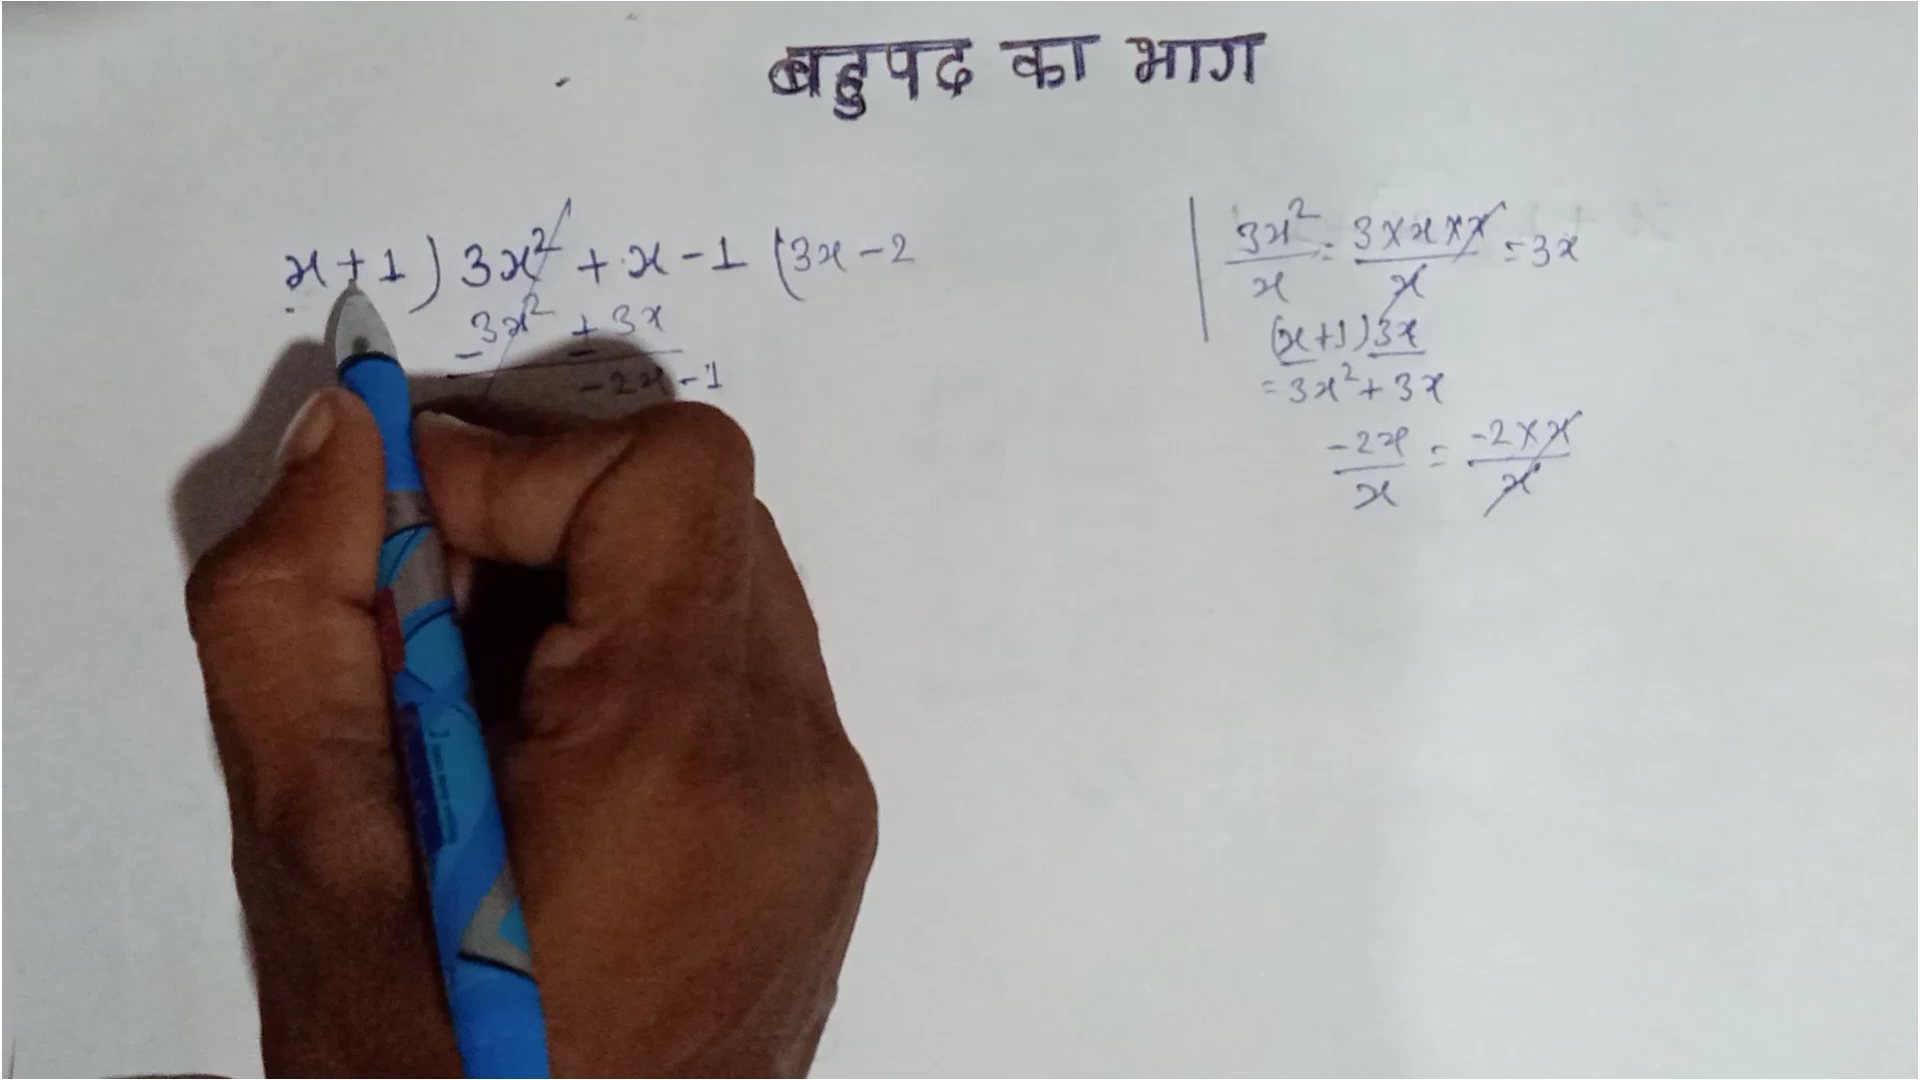 बहुपद का भाग
x + 1 ) 3x² + x - 1 ( 3x - 2
- 3x² + 3x
-
- 2x - 1
3x² / x = 3 × x × x / x = 3x
(x + 1) 3x
= 3x² + 3x
-2x / x = -2 × x / x